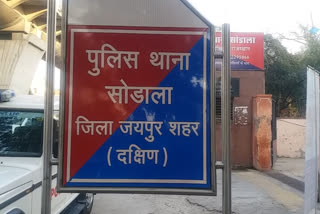 पुलिस थाना
सोडाला
जिला जयपुर शहर
(दक्षिण)
सोडाला